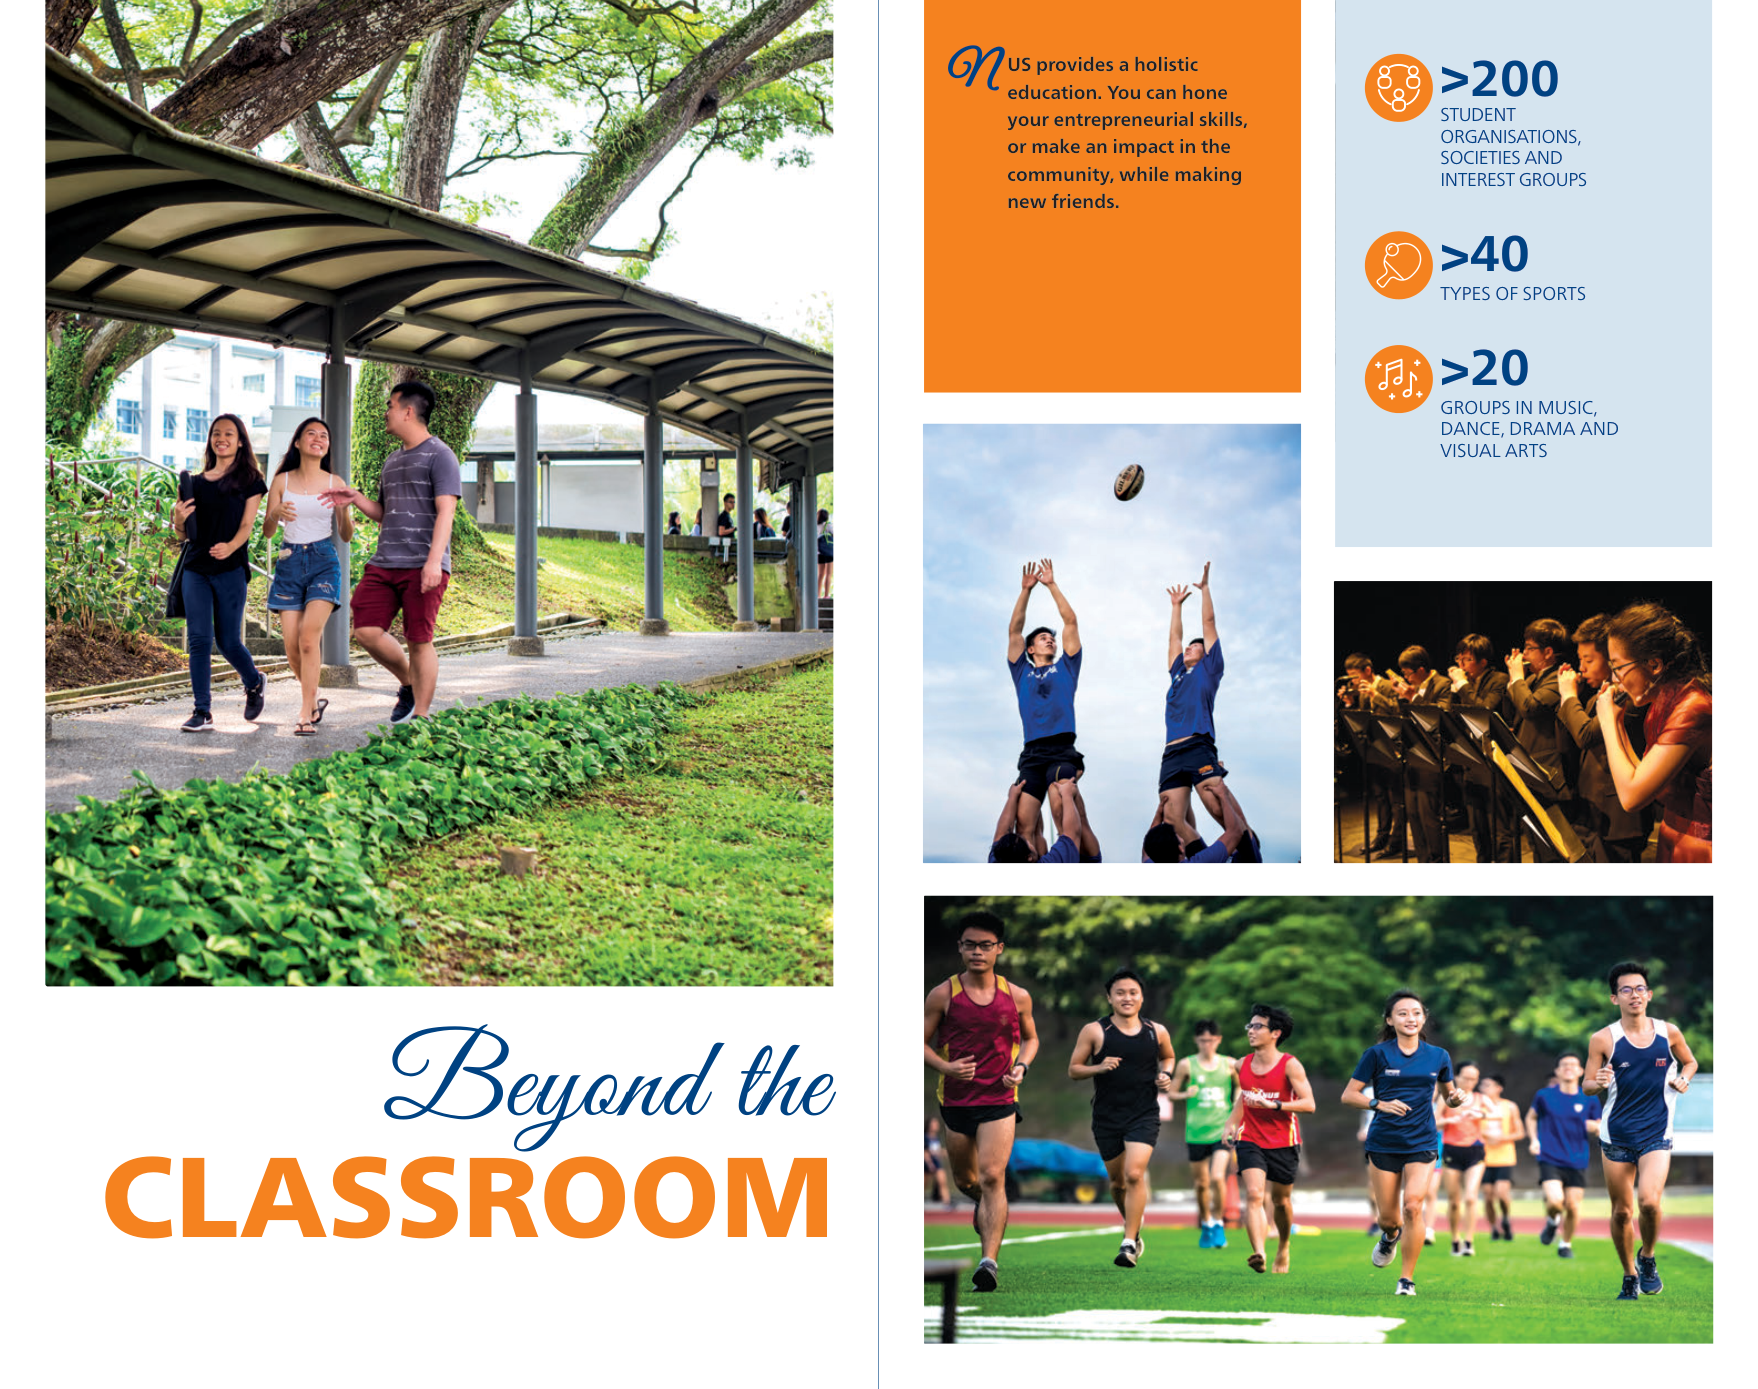 Beyond the
CLASSROOM
NUS provides a holistic
education. You can hone
your entrepreneurial skills,
or make an impact in the
community, while making
new friends.
>200
STUDENT
ORGANISATIONS,
SOCIETIES AND
INTEREST GROUPS
>40
TYPES OF SPORTS
>20
GROUPS IN MUSIC,
DANCE, DRAMA AND
VISUAL ARTS